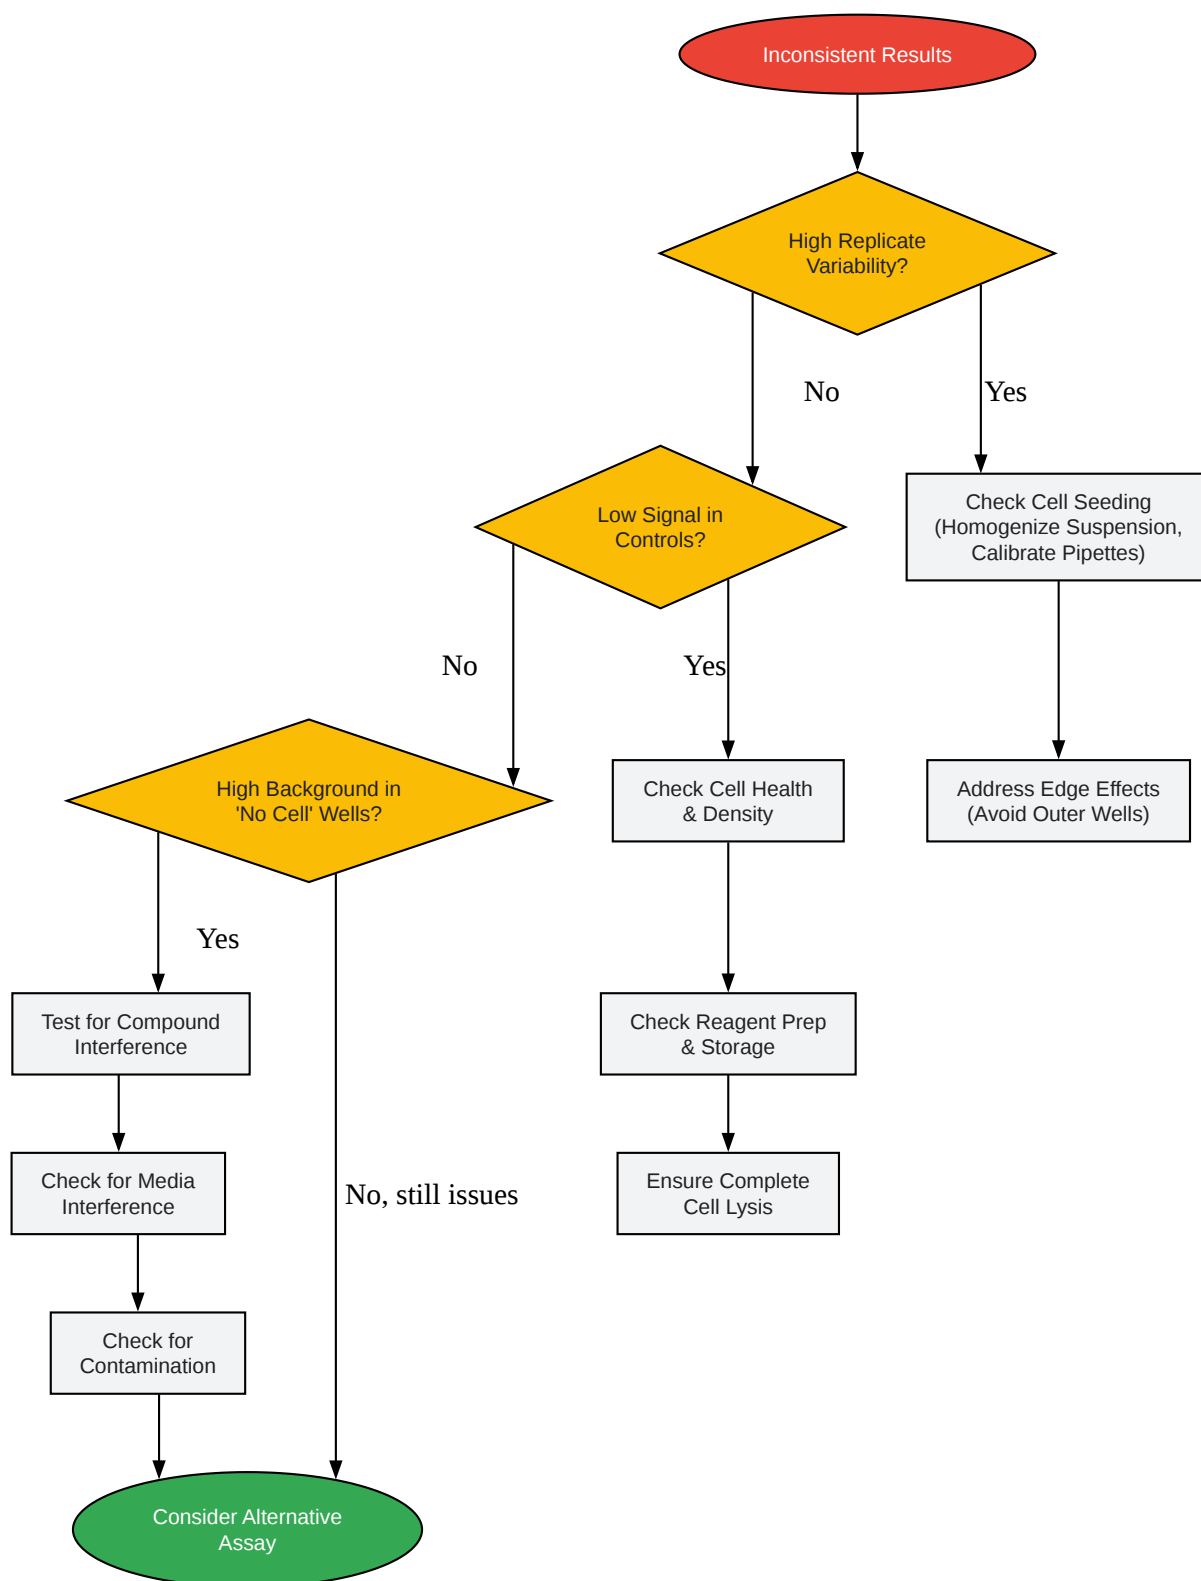 Inconsistent Results
High Replicate
Variability?
No
Yes
Low Signal in
Controls?
Check Cell Seeding
(Homogenize Suspension,
Calibrate Pipettes)
No
Yes
High Background in
'No Cell' Wells?
Check Cell Health
& Density
Address Edge Effects
(Avoid Outer Wells)
Yes
Test for Compound
Interference
Check Reagent Prep
& Storage
Check for Media
Interference
No, still issues
Ensure Complete
Cell Lysis
Check for
Contamination
Consider Alternative
Assay